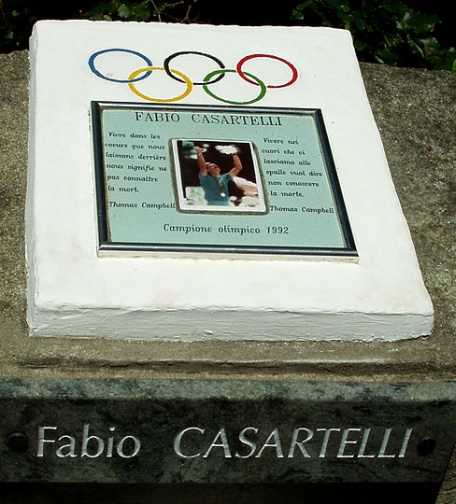 FABIO CASARTELLI
Vivre dans les
coeurs que nous
laissons derrière
nous signifie ne
pas connaître
la mort.
Thomas Campbell
Vivere nei
cuori che ci
lasciamo alle
spalle vuol dire
non conoscere
la morte.
Thomas Campbell
Campione olimpico 1992
Fabio CASARTELLI